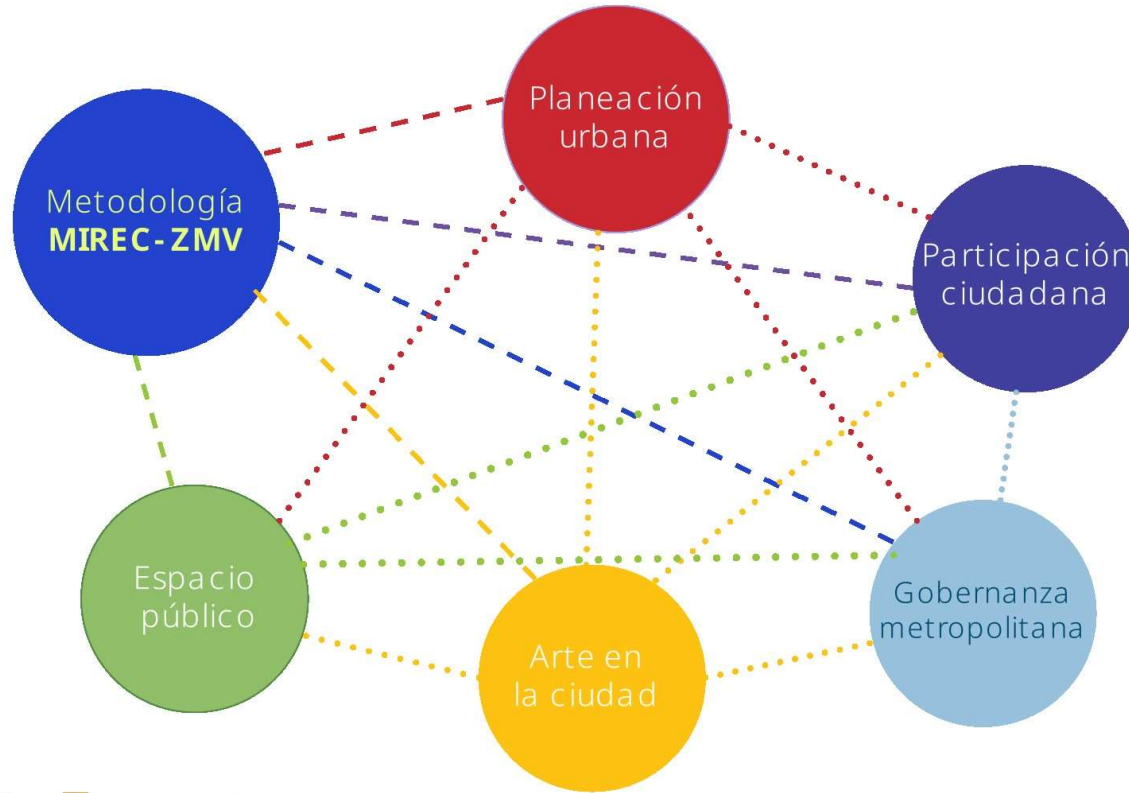 Planeación
urbana
Metodología
MIREC-ZMV
Participación
ciudadana
Espacio
público
Arte en
la ciudad
Gobernanza
metropolitana